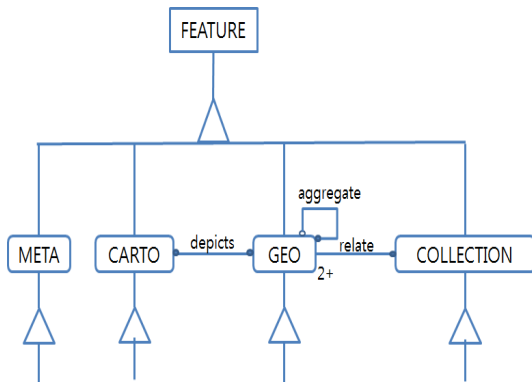 FEATURE
aggregate
META
CARTO
depicts
GEO
relate
COLLECTION
2+